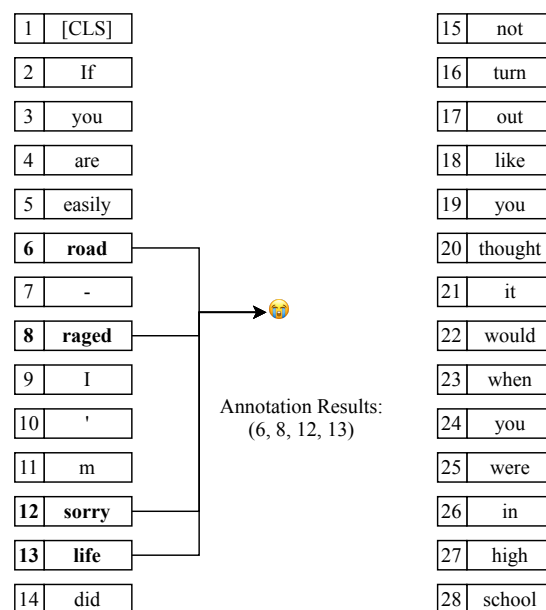 1 [CLS]
2 If
3 you
4 are
5 easily
6 road
7 -
8 raged
9 I
10 '
11 m
12 sorry
13 life
14 did
Annotation Results:
(6, 8, 12, 13)
15 not
16 turn
17 out
18 like
19 you
20 thought
21 it
22 would
23 when
24 you
25 were
26 in
27 high
28 school